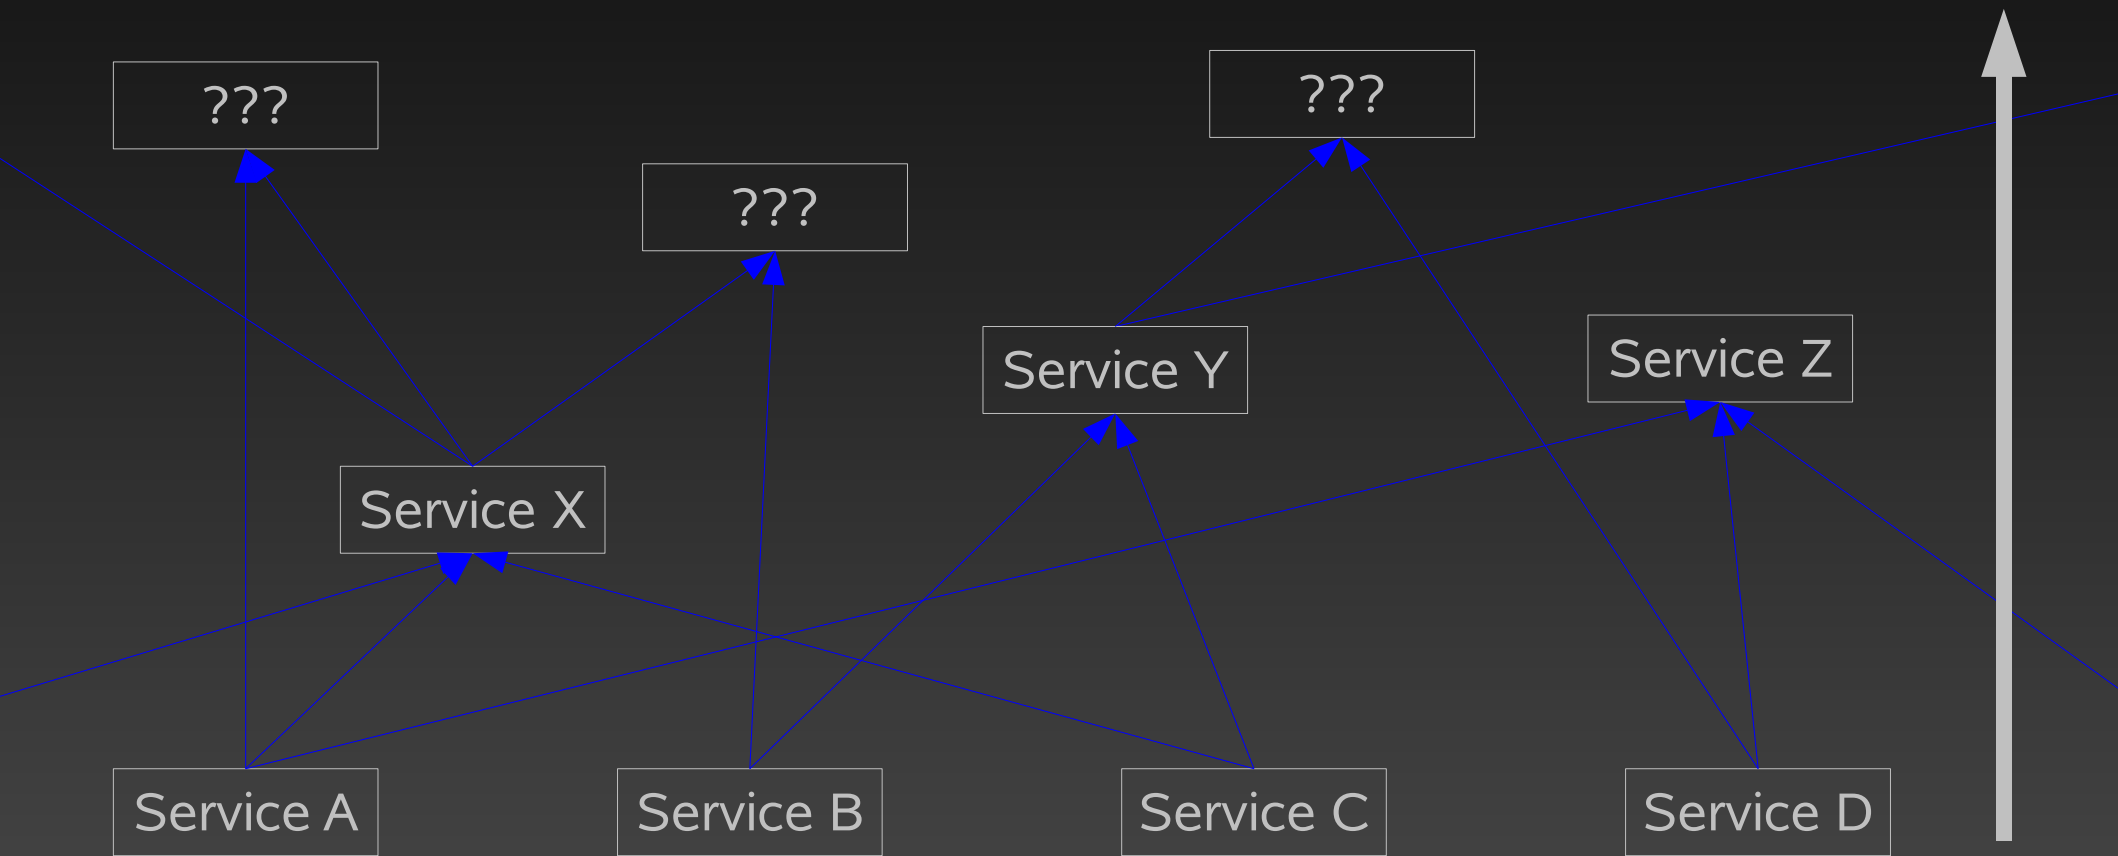 ???
???
???
Service Y
Service Z
Service X
Service A
Service B
Service C
Service D